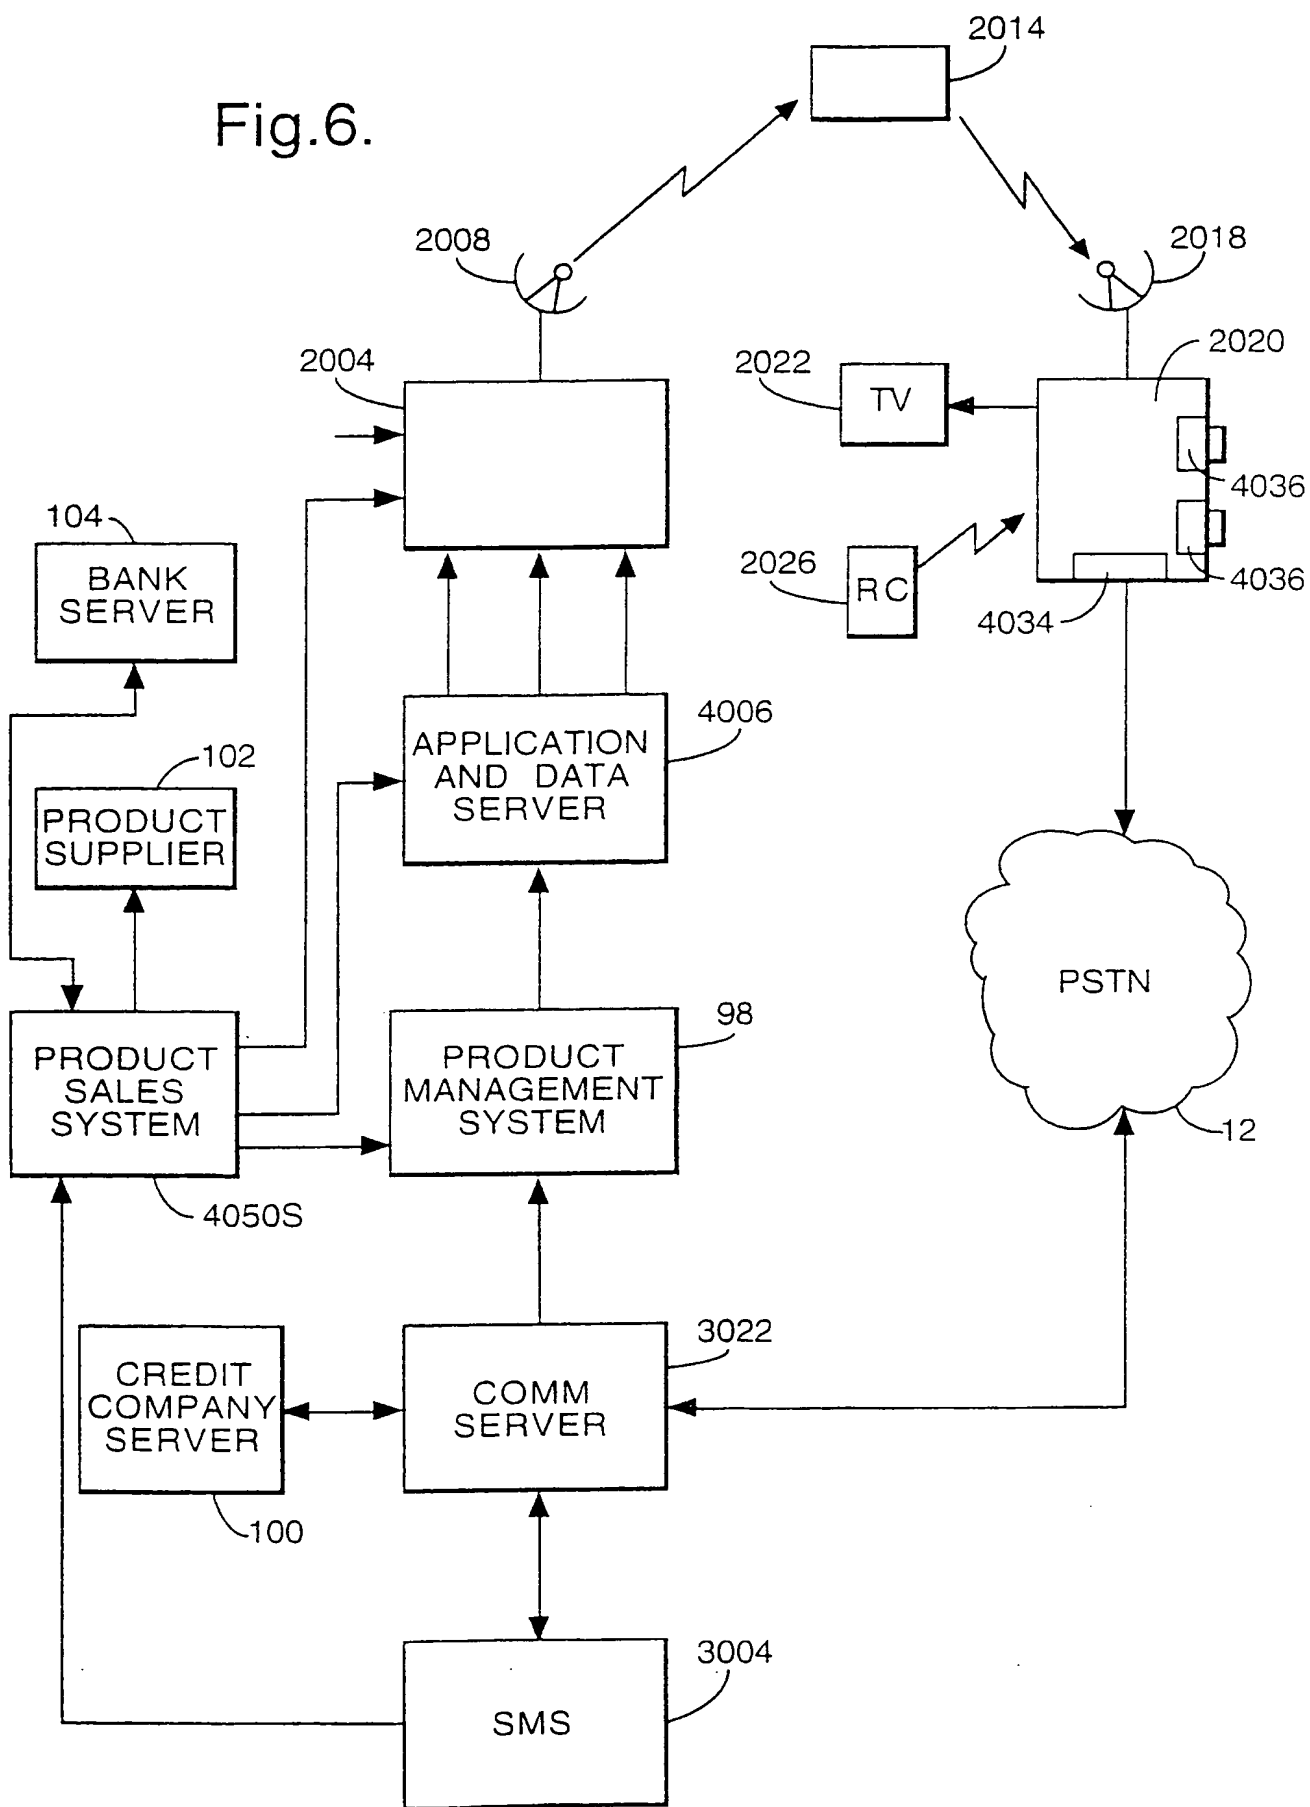 Fig.6.
2014
2008
2018
2004
2022
TV
2020
4036
104
BANK
SERVER
2026
RC
4036
4034
4006
APPLICATION
AND DATA
SERVER
102
PRODUCT
SUPPLIER
PSTN
98
PRODUCT
SALES
SYSTEM
PRODUCT
MANAGEMENT
SYSTEM
12
4050S
3022
CREDIT
COMPANY
SERVER
COMM
SERVER
100
3004
SMS